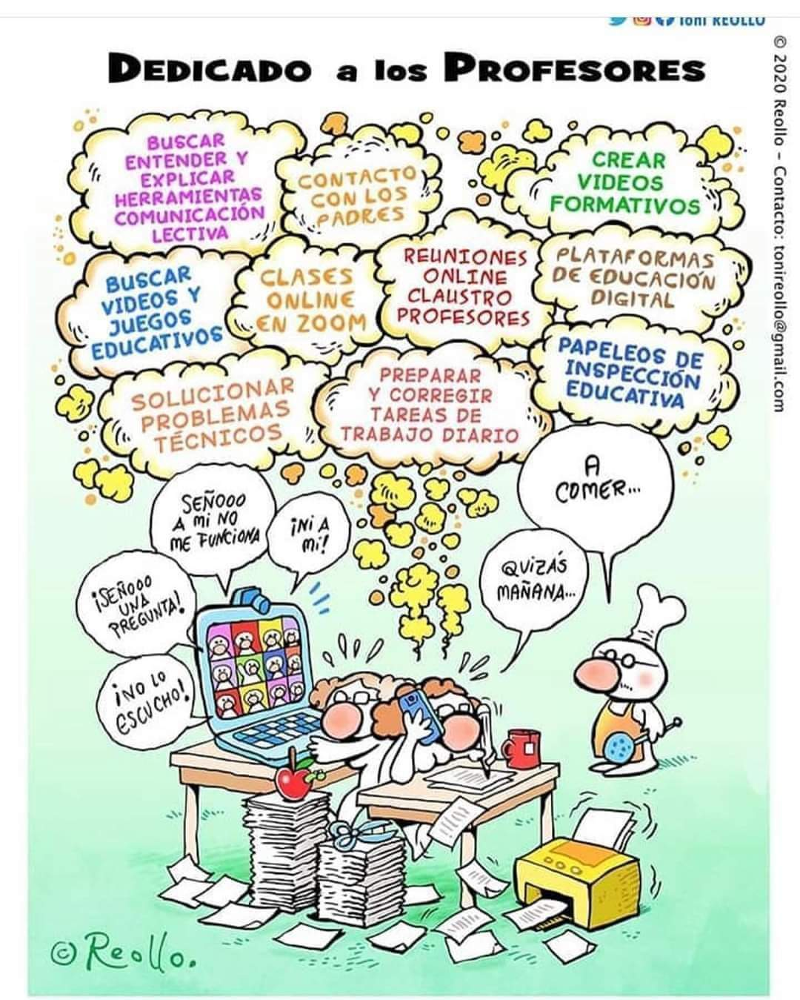 Toni REOLLO
© 2020 Reollo – Contacto: tonireollo@gmail.com
DEDICADO a los PROFESORES
BUSCAR
ENTENDER Y
EXPLICAR
HERRAMIENTAS
COMUNICACIÓN
LECTIVA
CONTACTO
CON LOS
PADRES
CREAR
VIDEOS
FORMATIVOS
BUSCAR
VIDEOS Y
JUEGOS
EDUCATIVOS
CLASES
ONLINE
EN ZOOM
REUNIONES
ONLINE
CLAUSTRO
PROFESORES
PLATAFORMAS
DE EDUCACIÓN
DIGITAL
SOLUCIONAR
PROBLEMAS
TÉCNICOS
PREPARAR
Y CORREGIR
TAREAS DE
TRABAJO DIARIO
PAPELEOS DE
INSPECCIÓN
EDUCATIVA
SEÑOOO
A Mi NO
ME FUNCiONA
¡Ni A
Mí!
A
COMER...
QUIZÁS
MAÑANA...
¡SEÑOOO
UNA
PREGUNTA!
¡NO LO
ESCUCHO!
© Reollo.